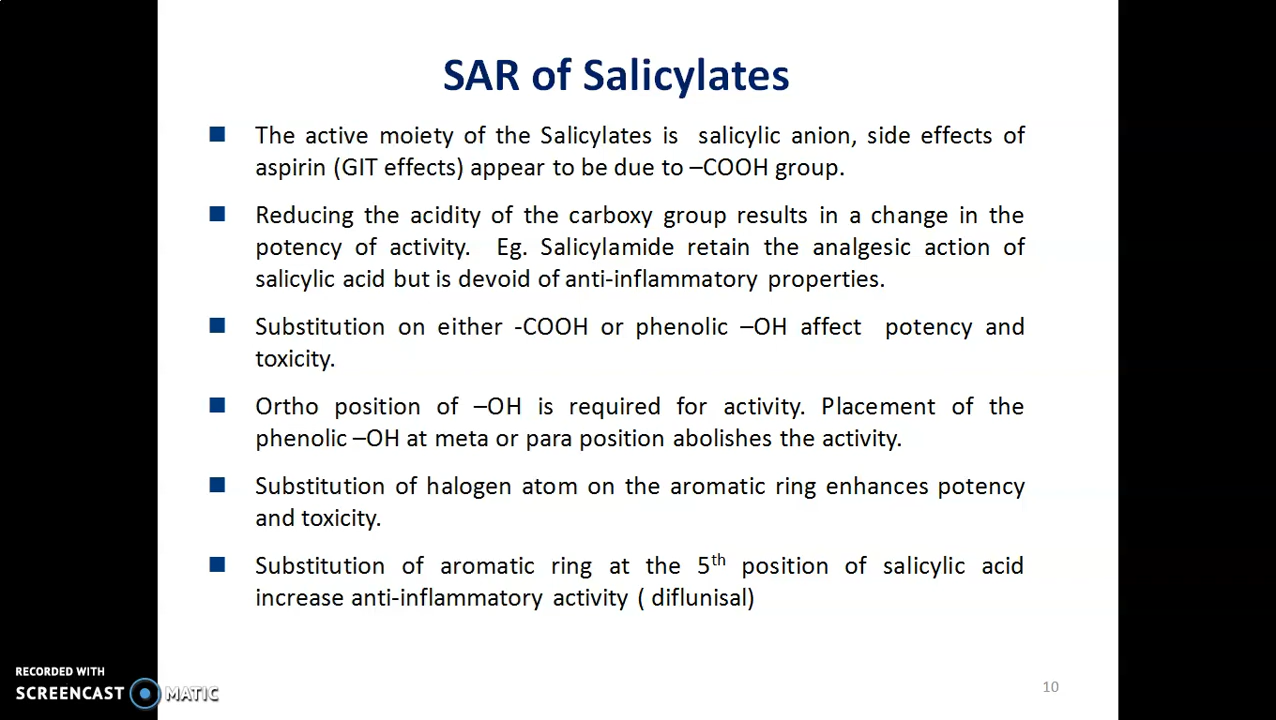 SAR of Salicylates
■ The active moiety of the Salicylates is salicylic anion, side effects of
aspirin (GIT effects) appear to be due to –COOH group.
■ Reducing the acidity of the carboxy group results in a change in the
potency of activity. Eg. Salicylamide retain the analgesic action of
salicylic acid but is devoid of anti-inflammatory properties.
■ Substitution on either -COOH or phenolic –OH affect potency and
toxicity.
■ Ortho position of –OH is required for activity. Placement of the
phenolic –OH at meta or para position abolishes the activity.
■ Substitution of halogen atom on the aromatic ring enhances potency
and toxicity.
■ Substitution of aromatic ring at the 5th position of salicylic acid
increase anti-inflammatory activity ( diflunisal)
RECORDED WITH
SCREENCAST MATIC
10